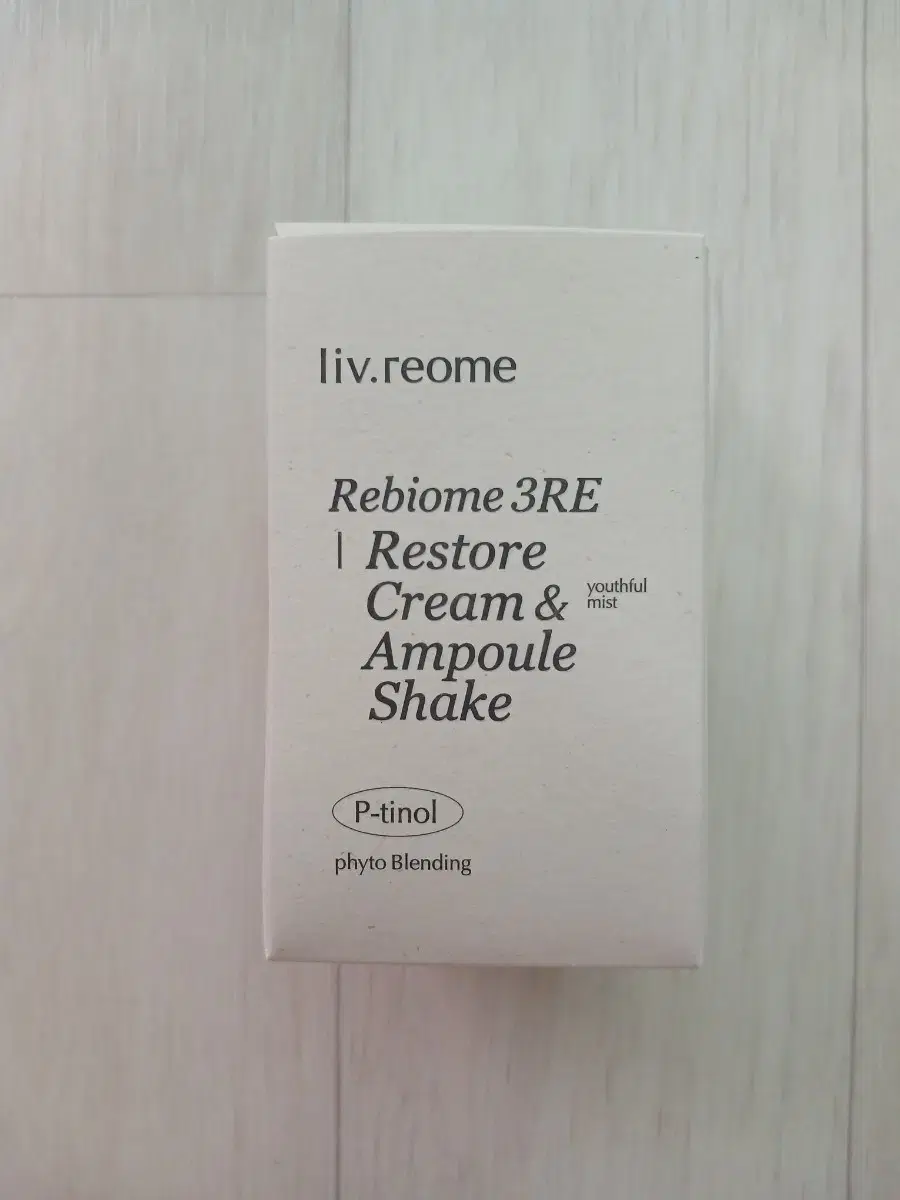 liv.reome
Rebiome 3RE
| Restore
Cream &
youthful
mist
Ampoule
Shake
P-tinol
phyto Blending